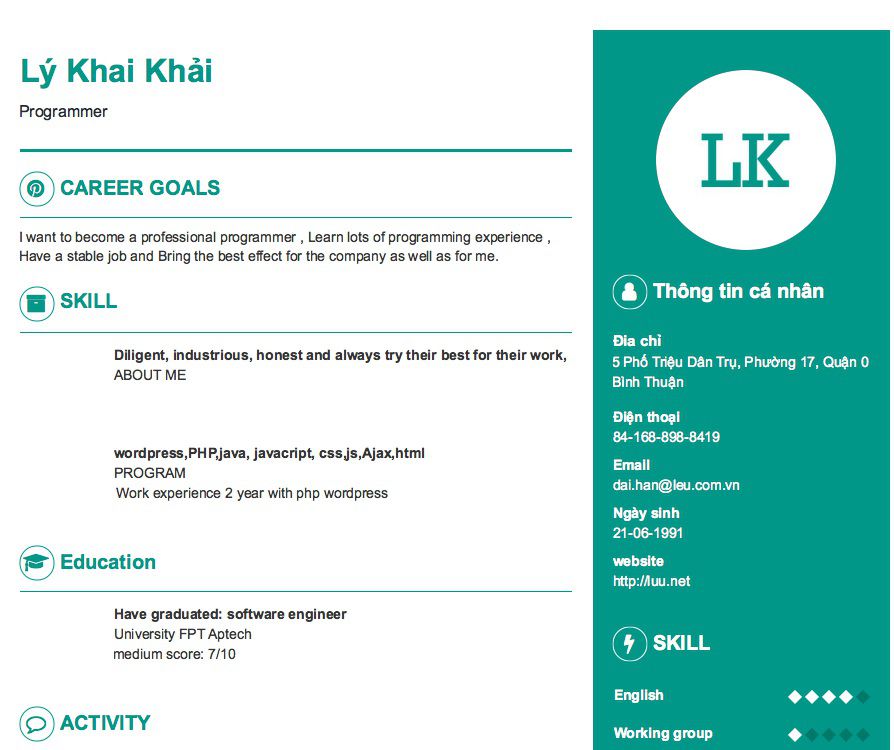 Lý Khai Khải
Programmer
CAREER GOALS
I want to become a professional programmer , Learn lots of programming experience ,
Have a stable job and Bring the best effect for the company as well as for me.
SKILL
Diligent, industrious, honest and always try their best for their work,
ABOUT ME
wordpress,PHP,java, javacript, css,js,Ajax,html
PROGRAM
Work experience 2 year with php wordpress
Education
Have graduated: software engineer
University FPT Aptech
medium score: 7/10
ACTIVITY
LK
Thông tin cá nhân
Đia chỉ
5 Phố Triệu Dân Trụ, Phường 17, Quận 0
Bình Thuận
Điện thoại
84-168-898-8419
Email
dai.han@leu.com.vn
Ngày sinh
21-06-1991
website
http://luu.net
SKILL
English
Working group